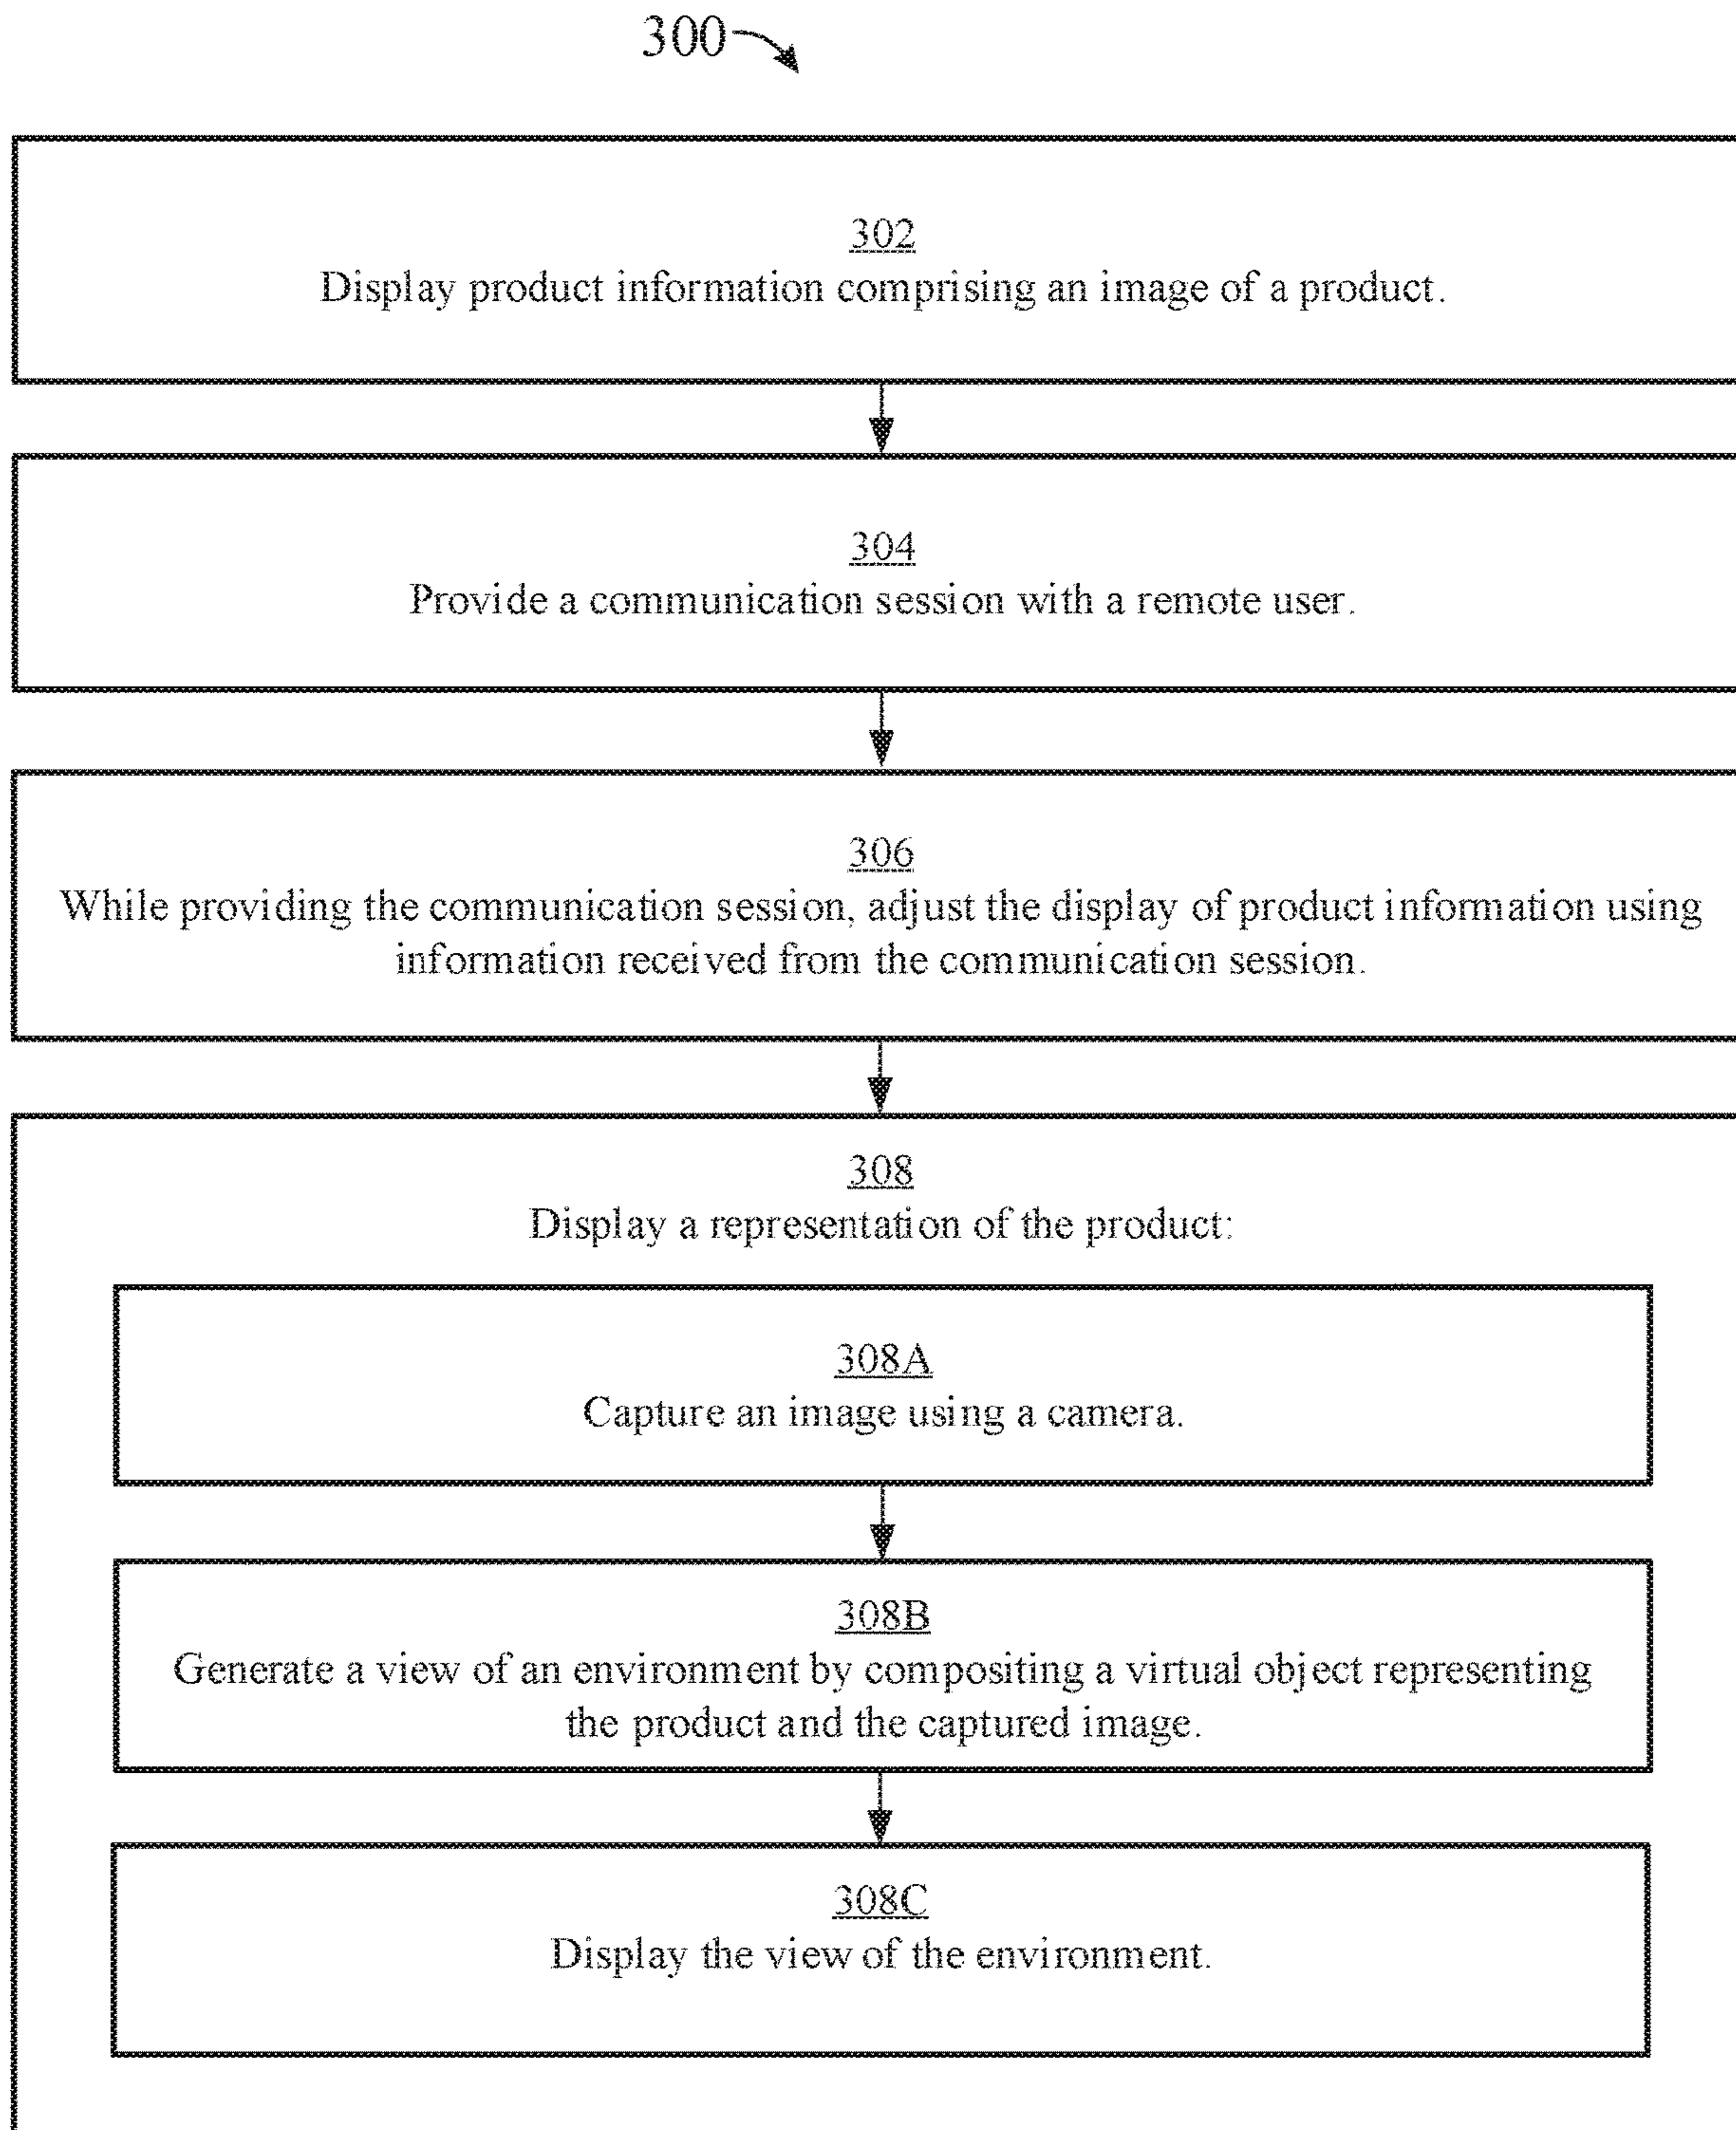 300
302
Display product information comprising an image of a product.
304
Provide a communication session with a remote user.
306
While providing the communication session, adjust the display of product information using
information received from the communication session.
308
Display a representation of the product:
308A
Capture an image using a camera.
308B
Generate a view of an environment by compositing a virtual object representing
the product and the captured image.
308C
Display the view of the environment.